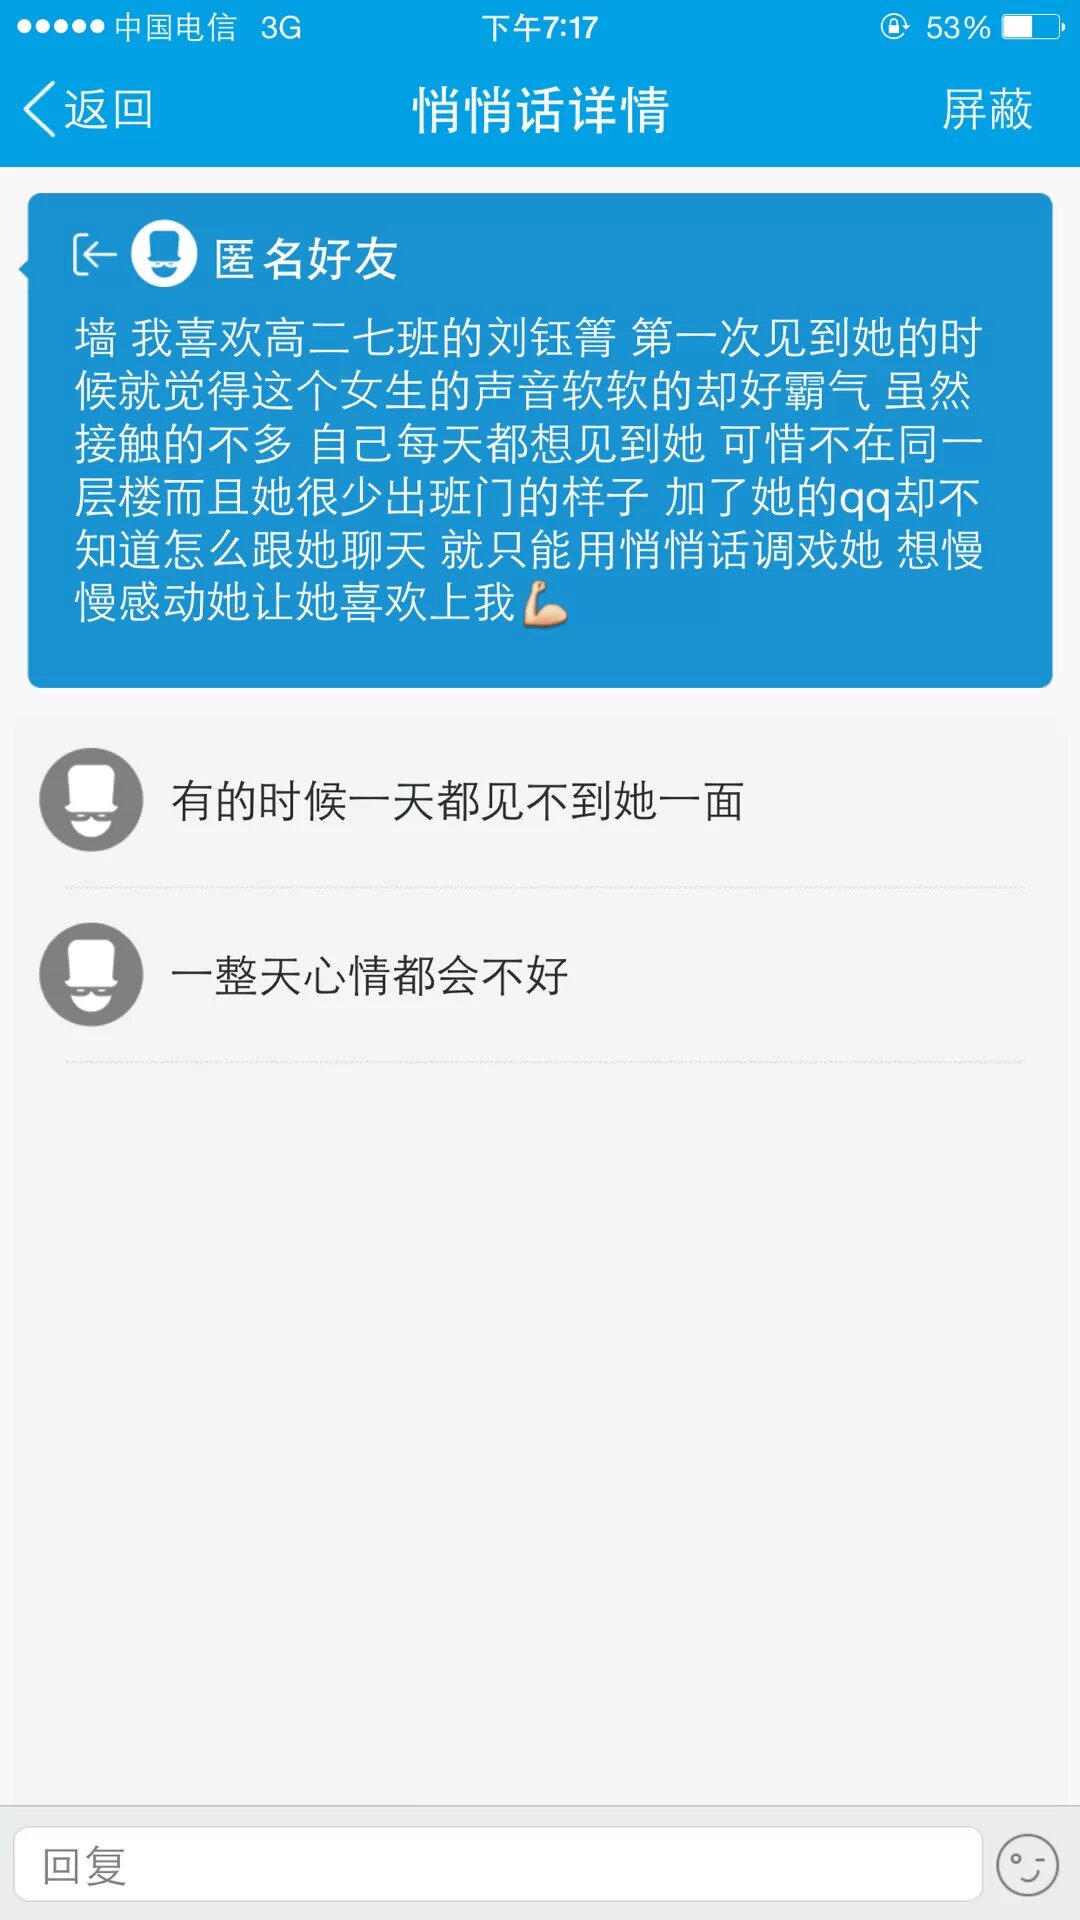 中国电信 3G 下午7:17 53%
返回 悄悄话详情 屏蔽
匿名好友
墙 我喜欢高二七班的刘钰箐 第一次见到她的时
候就觉得这个女生的声音软软的却好霸气 虽然
接触的不多 自己每天都想见到她 可惜不在同一
层楼而且她很少出班门的样子 加了她的qq却不
知道怎么跟她聊天 就只能用悄悄话调戏她 想慢
慢感动她让她喜欢上我💪
有的时候一天都见不到她一面
一整天心情都会不好
回复